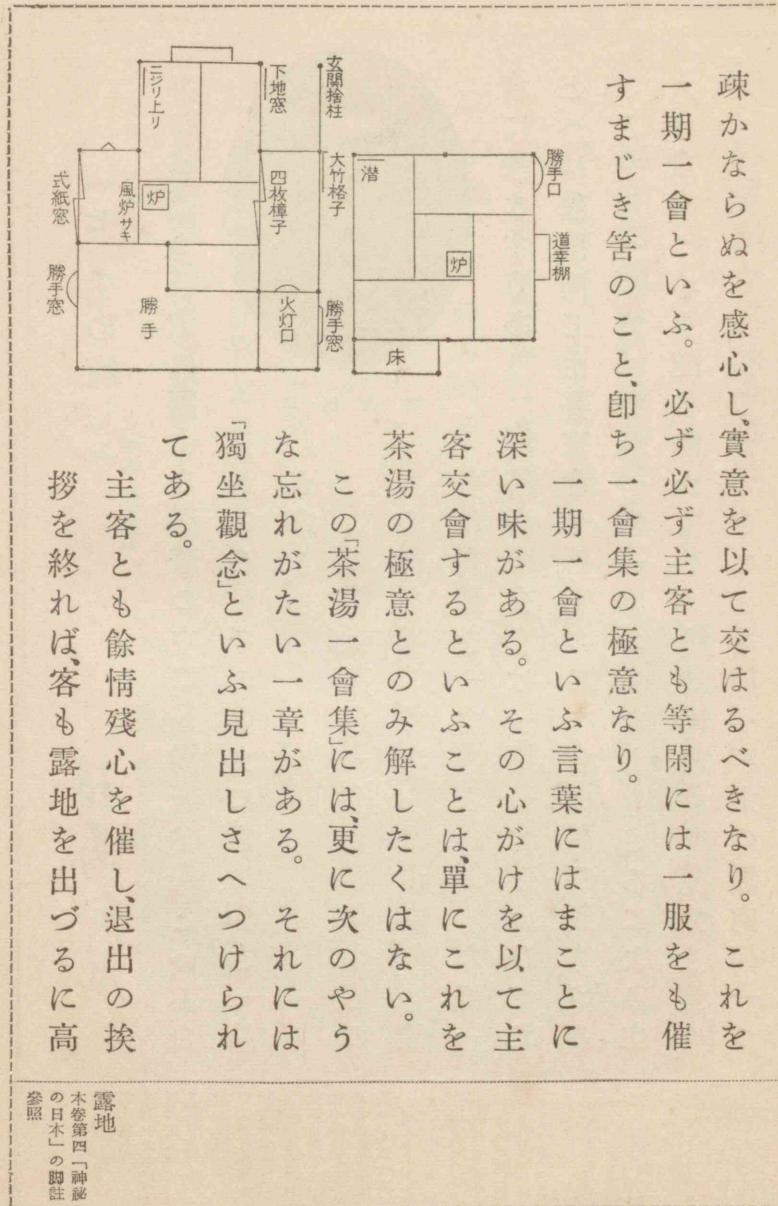 疎かならぬを感心し、實意を以て交はるべきなり。これを
一期一會といふ。必ず必ず主客とも等閑には一服をも催
すまじき筈のこと、卽ち一會集の極意なり。
一期一會といふ言葉にはまことに
深い味がある。その心がけを以て主
客交會するといふことは、單にこれを
茶湯の極意とのみ解したくはない。
この「茶湯一會集」には、更に次のやう
な忘れがたい一章がある。それには
「獨坐觀念」といふ見出しさへつけられ
てある。
主客とも餘情殘心を催し、退出の挨
拶を終れば、客も露地を出づるに高
勝手口
道幸棚
潜
炉
床
玄関捨柱
大竹格子
勝手窓
下地窓
四枚樟子
火灯口
ニジリ上リ
炉
風炉サキ
勝手
弍紙窓
勝手窓
露地
本卷第四「神祕
の日本」の脚註
參照